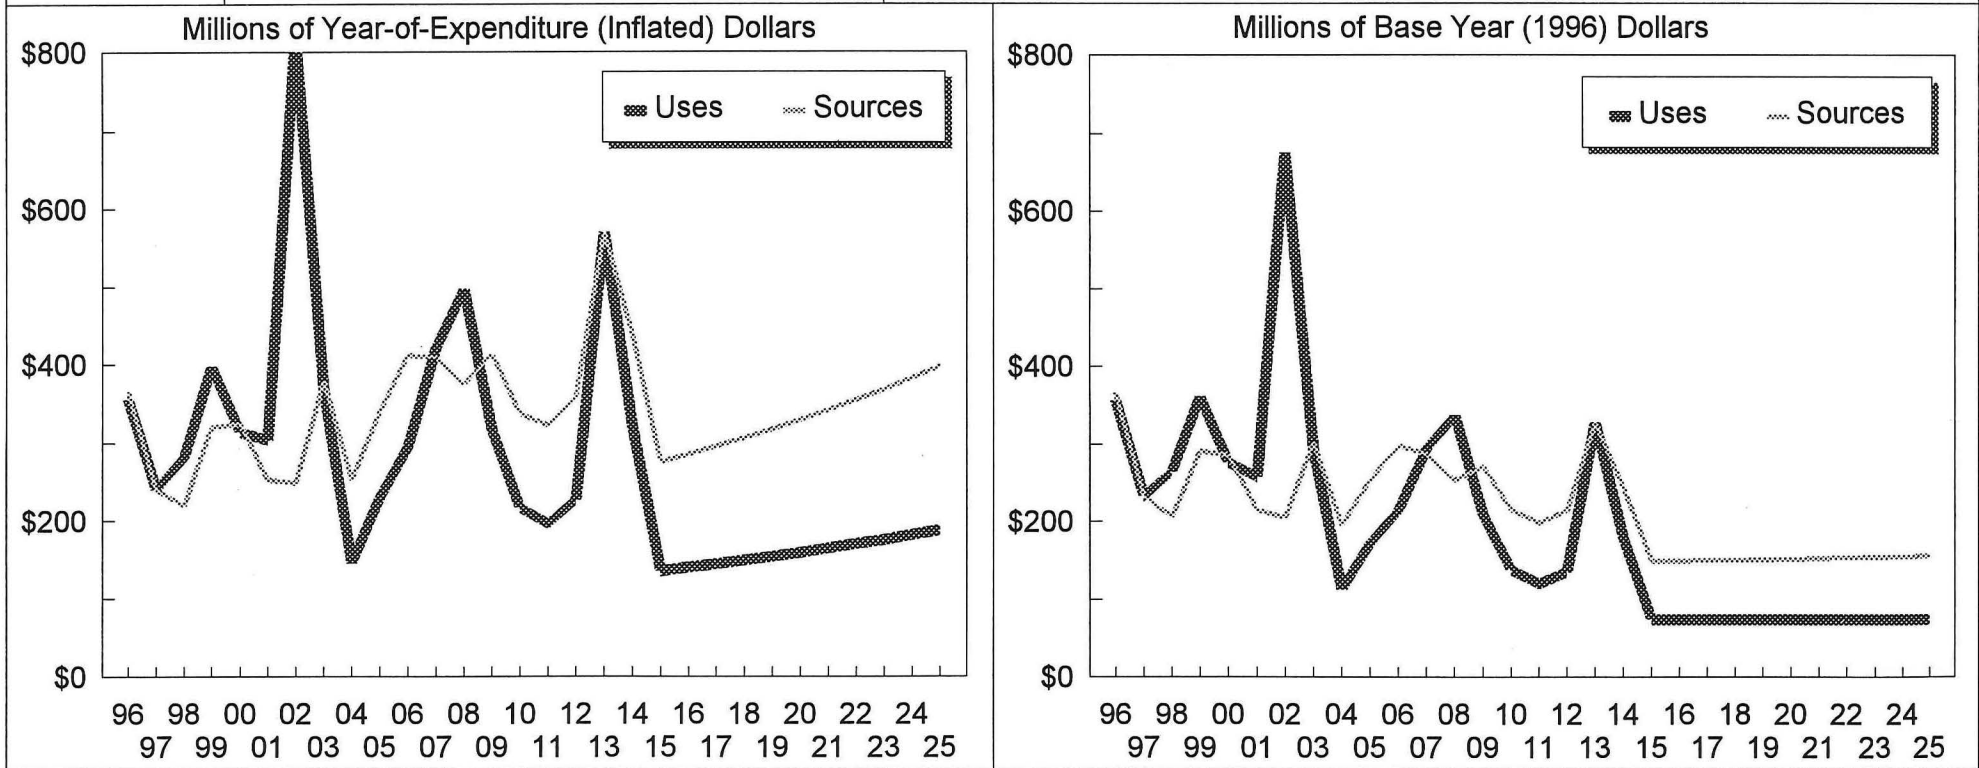 Millions of Year-of-Expenditure (Inflated) Dollars
$800
$600
$400
$200
$0
Uses Sources
96 98 00 02 04 06 08 10 12 14 16 18 20 22 24
97 99 01 03 05 07 09 11 13 15 17 19 21 23 25
Millions of Base Year (1996) Dollars
$800
$600
$400
$200
$0
Uses Sources
96 98 00 02 04 06 08 10 12 14 16 18 20 22 24
97 99 01 03 05 07 09 11 13 15 17 19 21 23 25